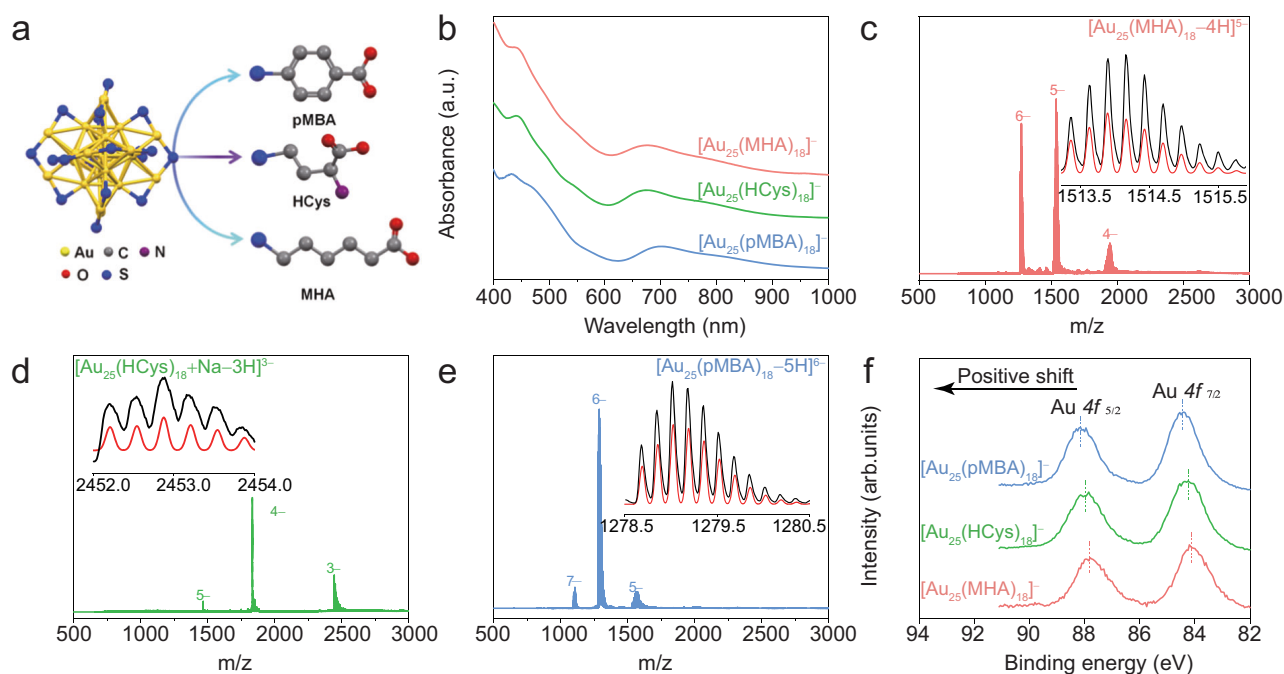 a
pMBA
HCys
MHA
Au C N
O S
b
Absorbance (a.u.)
[Au₂₅(MHA)₁₈]⁻
[Au₂₅(HCys)₁₈]⁻
[Au₂₅(pMBA)₁₈]⁻
400 500 600 700 800 900 1000
Wavelength (nm)
c
[Au₂₅(MHA)₁₈–4H]⁵⁻
6–
5–
4–
1513.5 1514.5 1515.5
500 1000 1500 2000 2500 3000
m/z
d
[Au₂₅(HCys)₁₈+Na–3H]³⁻
2452.0 2453.0 2454.0
5–
4–
3–
500 1000 1500 2000 2500 3000
m/z
e
[Au₂₅(pMBA)₁₈–5H]⁶⁻
7–
6–
5–
1278.5 1279.5 1280.5
500 1000 1500 2000 2500 3000
m/z
f
Positive shift
Au 4f 5/2
Au 4f 7/2
[Au₂₅(pMBA)₁₈]⁻
[Au₂₅(HCys)₁₈]⁻
[Au₂₅(MHA)₁₈]⁻
Intensity (arb.units)
94 92 90 88 86 84 82
Binding energy (eV)